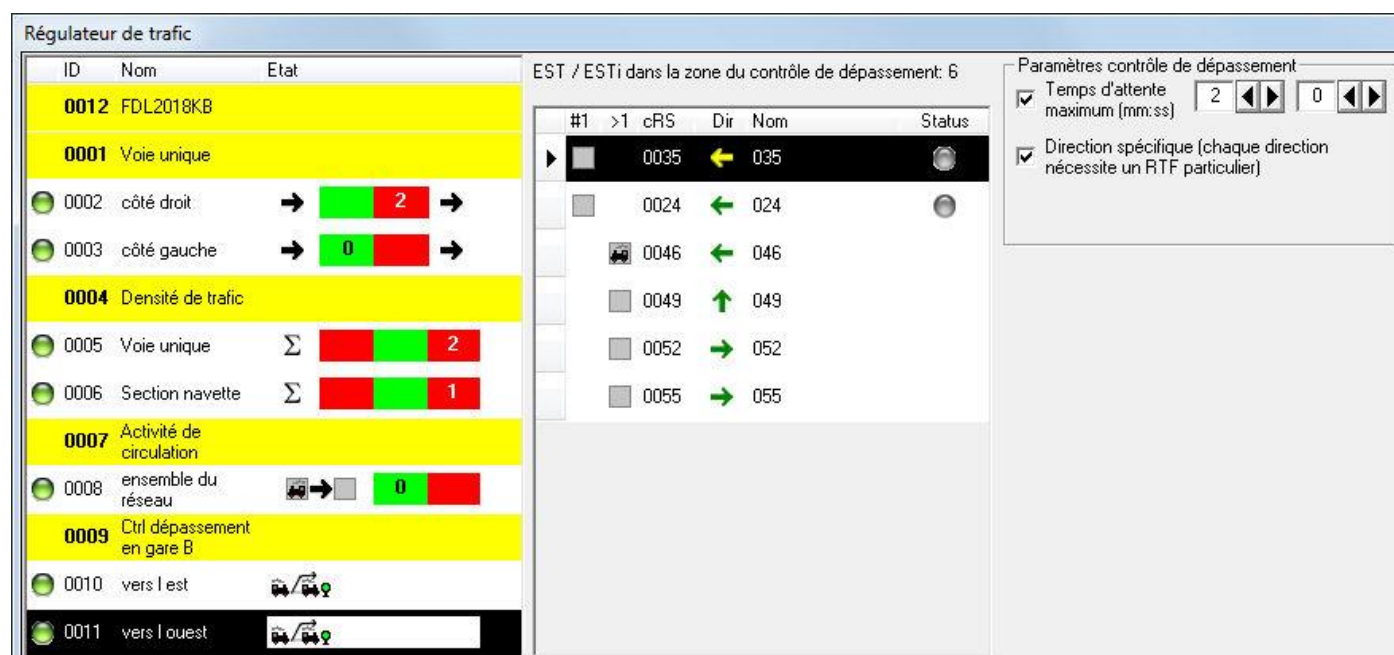 Régulateur de trafic
ID Nom Etat
0012 FDL2018KB
0001 Voie unique
0002 côté droit 2
0003 côté gauche 0
0004 Densité de trafic
0005 Voie unique Σ 2
0006 Section navette Σ 1
0007 Activité de
circulation
0008 ensemble du
réseau 0
0009 Ctrl dépassement
en gare B
0010 vers l est
0011 vers l ouest
EST / ESTi dans la zone du contrôle de dépassement: 6
#1 >1 cRS Dir Nom Status
0035 035
0024 024
0046 046
0049 049
0052 052
0055 055
Paramètres contrôle de dépassement
Temps d'attente
maximum (mm:ss) 2 0
Direction spécifique (chaque direction
nécessite un RTF particulier)